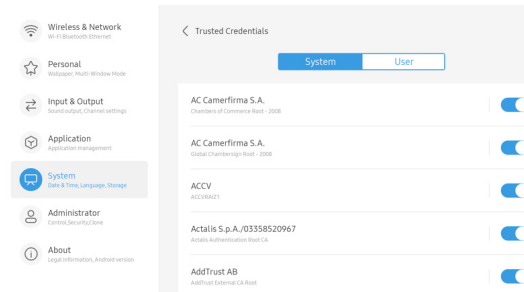 Wireless & Network
Wi-Fi Bluetooth Ethernet
Personal
Wallpaper, Multi-Window Mode
Input & Output
Sound output, Channel settings
Application
Application management
System
Date & Time, Language, Storage
Administrator
Control,Security,Clone
About
Legal information, Android version
Trusted Credentials
System
User
AC Camerfirma S.A.
Chambers of Commerce Root - 2008
AC Camerfirma S.A.
Global Chambersign Root - 2008
ACCV
ACCVRAIZ1
Actalis S.p.A./03358520967
Actalis Authentication Root CA
AddTrust AB
AddTrust External CA Root